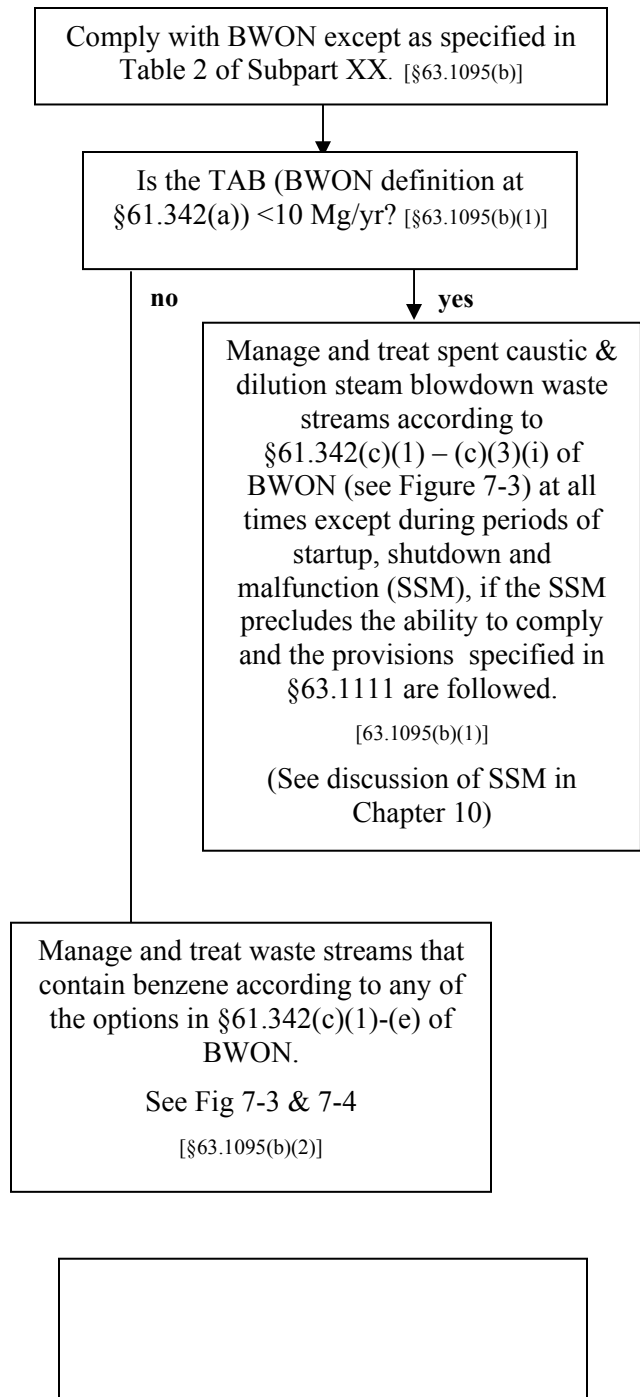 Comply with BWON except as specified in
Table 2 of Subpart XX. [§63.1095(b)]
Is the TAB (BWON definition at
§61.342(a)) <10 Mg/yr? [§63.1095(b)(1)]
no
yes
Manage and treat spent caustic &
dilution steam blowdown waste
streams according to
§61.342(c)(1) – (c)(3)(i) of
BWON (see Figure 7-3) at all
times except during periods of
startup, shutdown and
malfunction (SSM), if the SSM
precludes the ability to comply
and the provisions specified in
§63.1111 are followed.
[63.1095(b)(1)]
(See discussion of SSM in
Chapter 10)
Manage and treat waste streams that
contain benzene according to any of
the options in §61.342(c)(1)-(e) of
BWON.
See Fig 7-3 & 7-4
[§63.1095(b)(2)]